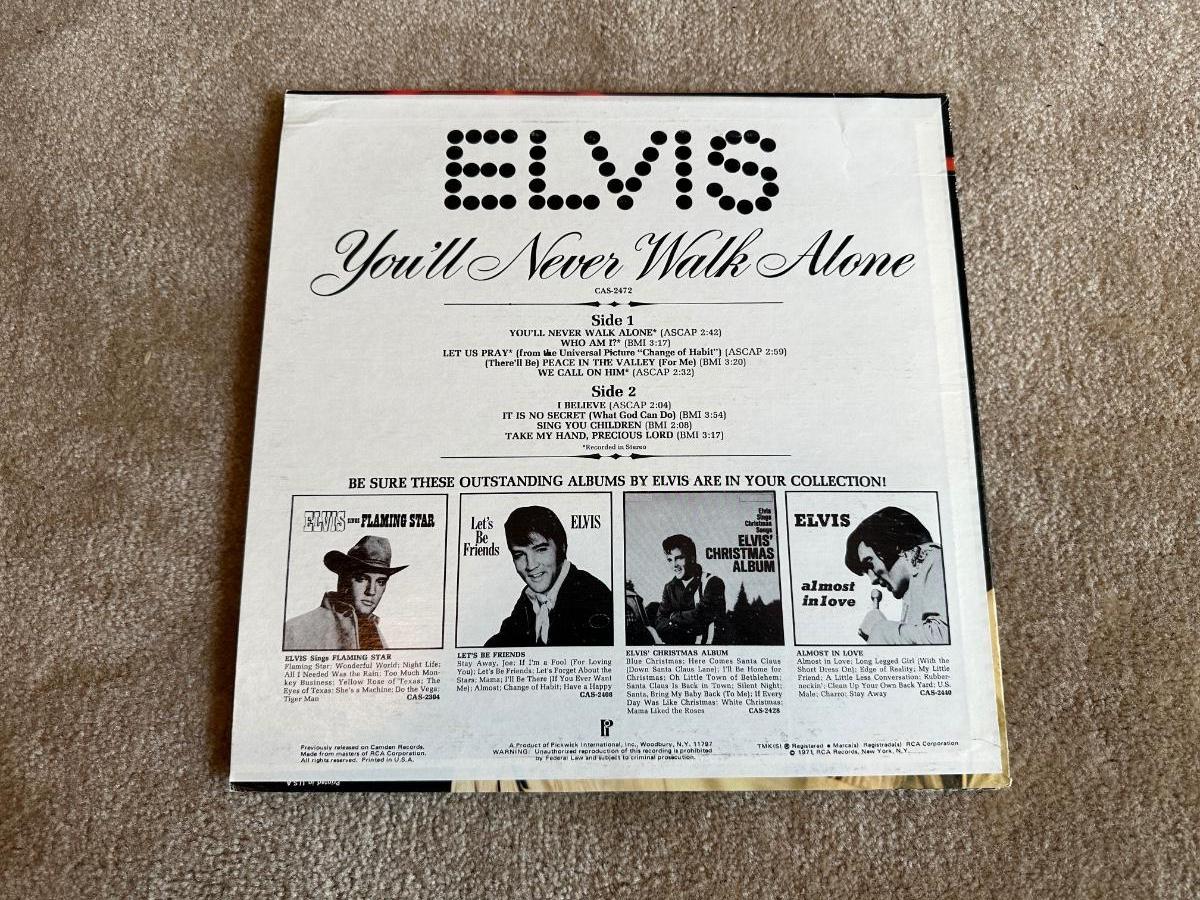 ELVIS
You'll Never Walk Alone
CAS-2472
Side 1
YOU'LL NEVER WALK ALONE* (ASCAP 2:42)
WHO AM I?* (BMI 3:17)
LET US PRAY* (from the Universal Picture "Change of Habit") (ASCAP 2:59)
(There'll Be) PEACE IN THE VALLEY (For Me) (BMI 3:20)
WE CALL ON HIM* (ASCAP 2:32)
Side 2
I BELIEVE (ASCAP 2:04)
IT IS NO SECRET (What God Can Do) (BMI 3:54)
SING YOU CHILDREN (BMI 2:08)
TAKE MY HAND, PRECIOUS LORD (BMI 3:17)
*Recorded in Stereo
BE SURE THESE OUTSTANDING ALBUMS BY ELVIS ARE IN YOUR COLLECTION!
ELVIS SINGS FLAMING STAR
ELVIS Sings FLAMING STAR
Flaming Star; Wonderful World; Night Life;
All I Needed Was the Rain; Too Much Mon-
key Business; Yellow Rose of Texas; The
Eyes of Texas; She's a Machine; Do the Vega;
Tiger Man CAS-2304
Let's
Be
Friends
ELVIS
LET'S BE FRIENDS
Stay Away, Joe; If I'm a Fool (For Loving
You); Let's Be Friends; Let's Forget About the
Stars; Mama; I'll Be There (If You Ever Want
Me); Almost; Change of Habit; Have a Happy
CAS-2408
Elvis
Sings
Christmas
Songs
ELVIS'
CHRISTMAS
ALBUM
ELVIS' CHRISTMAS ALBUM
Blue Christmas; Here Comes Santa Claus
(Down Santa Claus Lane); I'll Be Home for
Christmas; Oh Little Town of Bethlehem;
Santa Claus Is Back in Town; Silent Night;
Santa, Bring My Baby Back (To Me); If Every
Day Was Like Christmas; White Christmas;
Mama Liked the Roses CAS-2428
ELVIS
almost
in love
ALMOST IN LOVE
Almost in Love; Long Legged Girl (With the
Short Dress On); Edge of Reality; My Little
Friend; A Little Less Conversation; Rubber-
neckin'; Clean Up Your Own Back Yard; U.S.
Male; Charro; Stay Away CAS-2440
Previously released on Camden Records.
Made from masters of RCA Corporation.
All rights reserved. Printed in U.S.A.
A Product of Pickwick International, Inc., Woodbury, N.Y. 11797
WARNING: Unauthorized reproduction of this recording is prohibited
by Federal Law and subject to criminal prosecution.
TMK(S) ® Registered • Marca(s) Registrada(s) RCA Corporation
© 1971, RCA Records, New York, N.Y.
Printed in U.S.A.